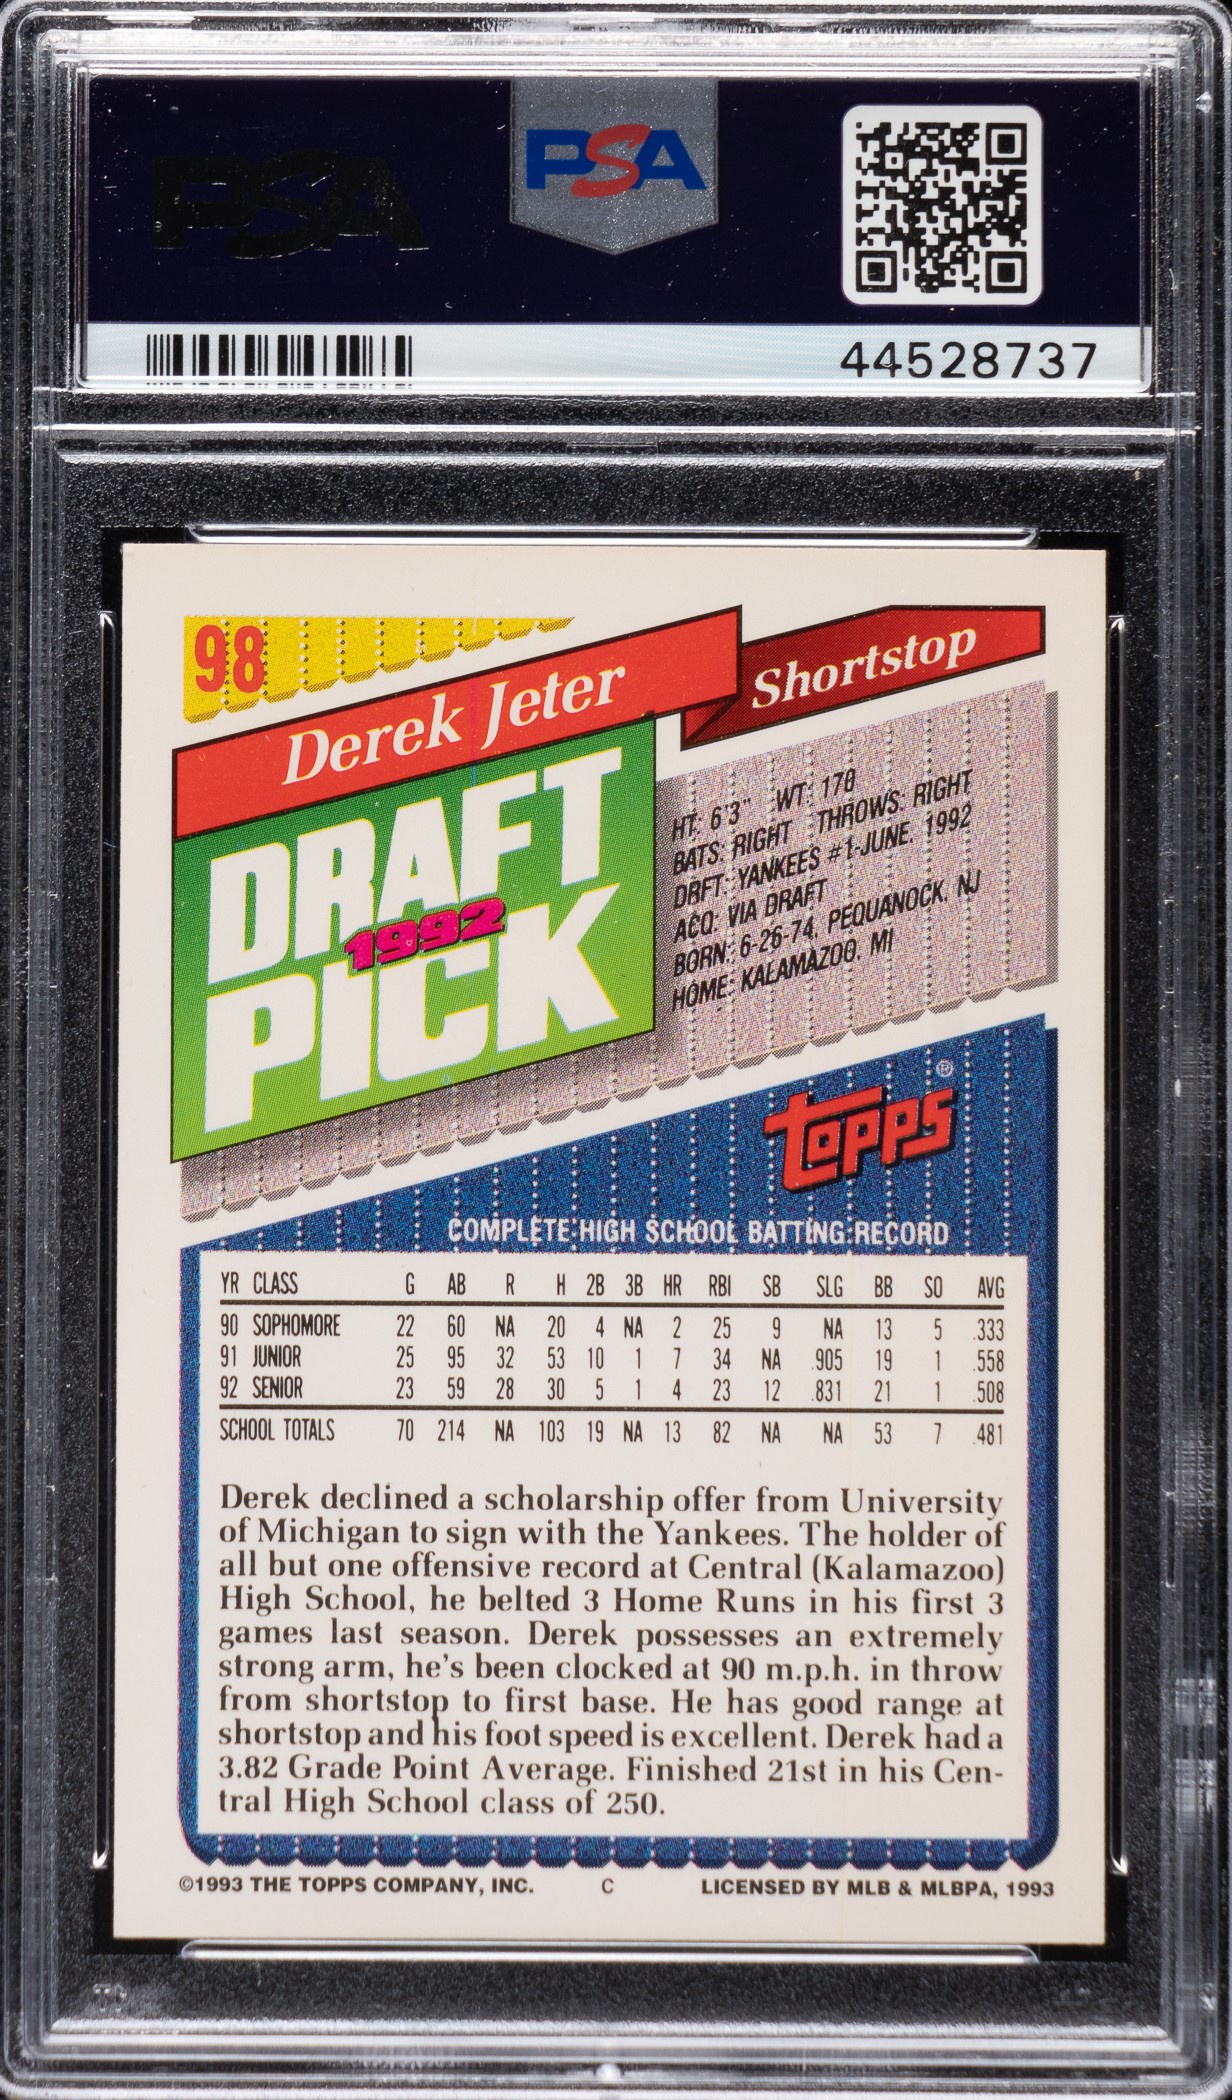 PSA
PSA
44528737
98
Derek Jeter
Shortstop
DRAFT
1992
PICK
HT: 6'3" WT: 170
BATS: RIGHT THROWS: RIGHT
DRFT: YANKEES #1-JUNE, 1992
ACQ: VIA DRAFT
BORN: 6-26-74, PEQUANOCK, NJ
HOME: KALAMAZOO, MI
topps®
COMPLETE HIGH SCHOOL BATTING RECORD
YR CLASS G AB R H 2B 3B HR RBI SB SLG BB SO AVG
90 SOPHOMORE 22 60 NA 20 4 NA 2 25 9 NA 13 5 .333
91 JUNIOR 25 95 32 53 10 1 7 34 NA .905 19 1 .558
92 SENIOR 23 59 28 30 5 1 4 23 12 .831 21 1 .508
SCHOOL TOTALS 70 214 NA 103 19 NA 13 82 NA NA 53 7 .481
Derek declined a scholarship offer from University
of Michigan to sign with the Yankees. The holder of
all but one offensive record at Central (Kalamazoo)
High School, he belted 3 Home Runs in his first 3
games last season. Derek possesses an extremely
strong arm, he's been clocked at 90 m.p.h. in throw
from shortstop to first base. He has good range at
shortstop and his foot speed is excellent. Derek had a
3.82 Grade Point Average. Finished 21st in his Cen-
tral High School class of 250.
©1993 THE TOPPS COMPANY, INC. C LICENSED BY MLB & MLBPA, 1993